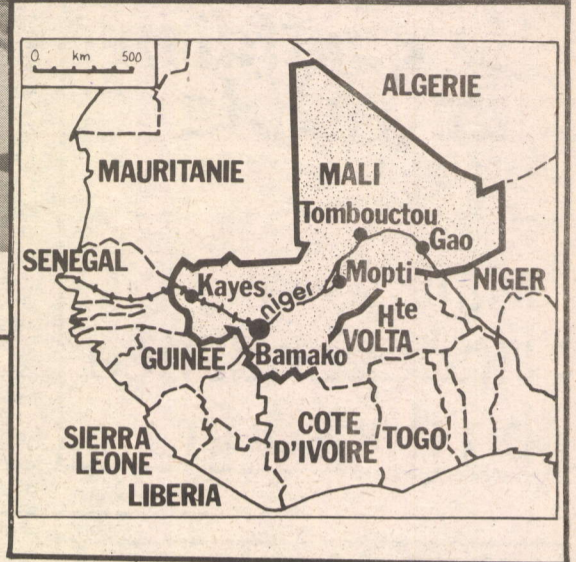 0 km 500
ALGERIE
MAURITANIE
MALI
Tombouctou
Gao
SENEGAL
Kayes
niger
Mopti
NIGER
Hte
VOLTA
GUINEE
Bamako
COTE
D'IVOIRE
TOGO
SIERRA
LEONE
LIBERIA